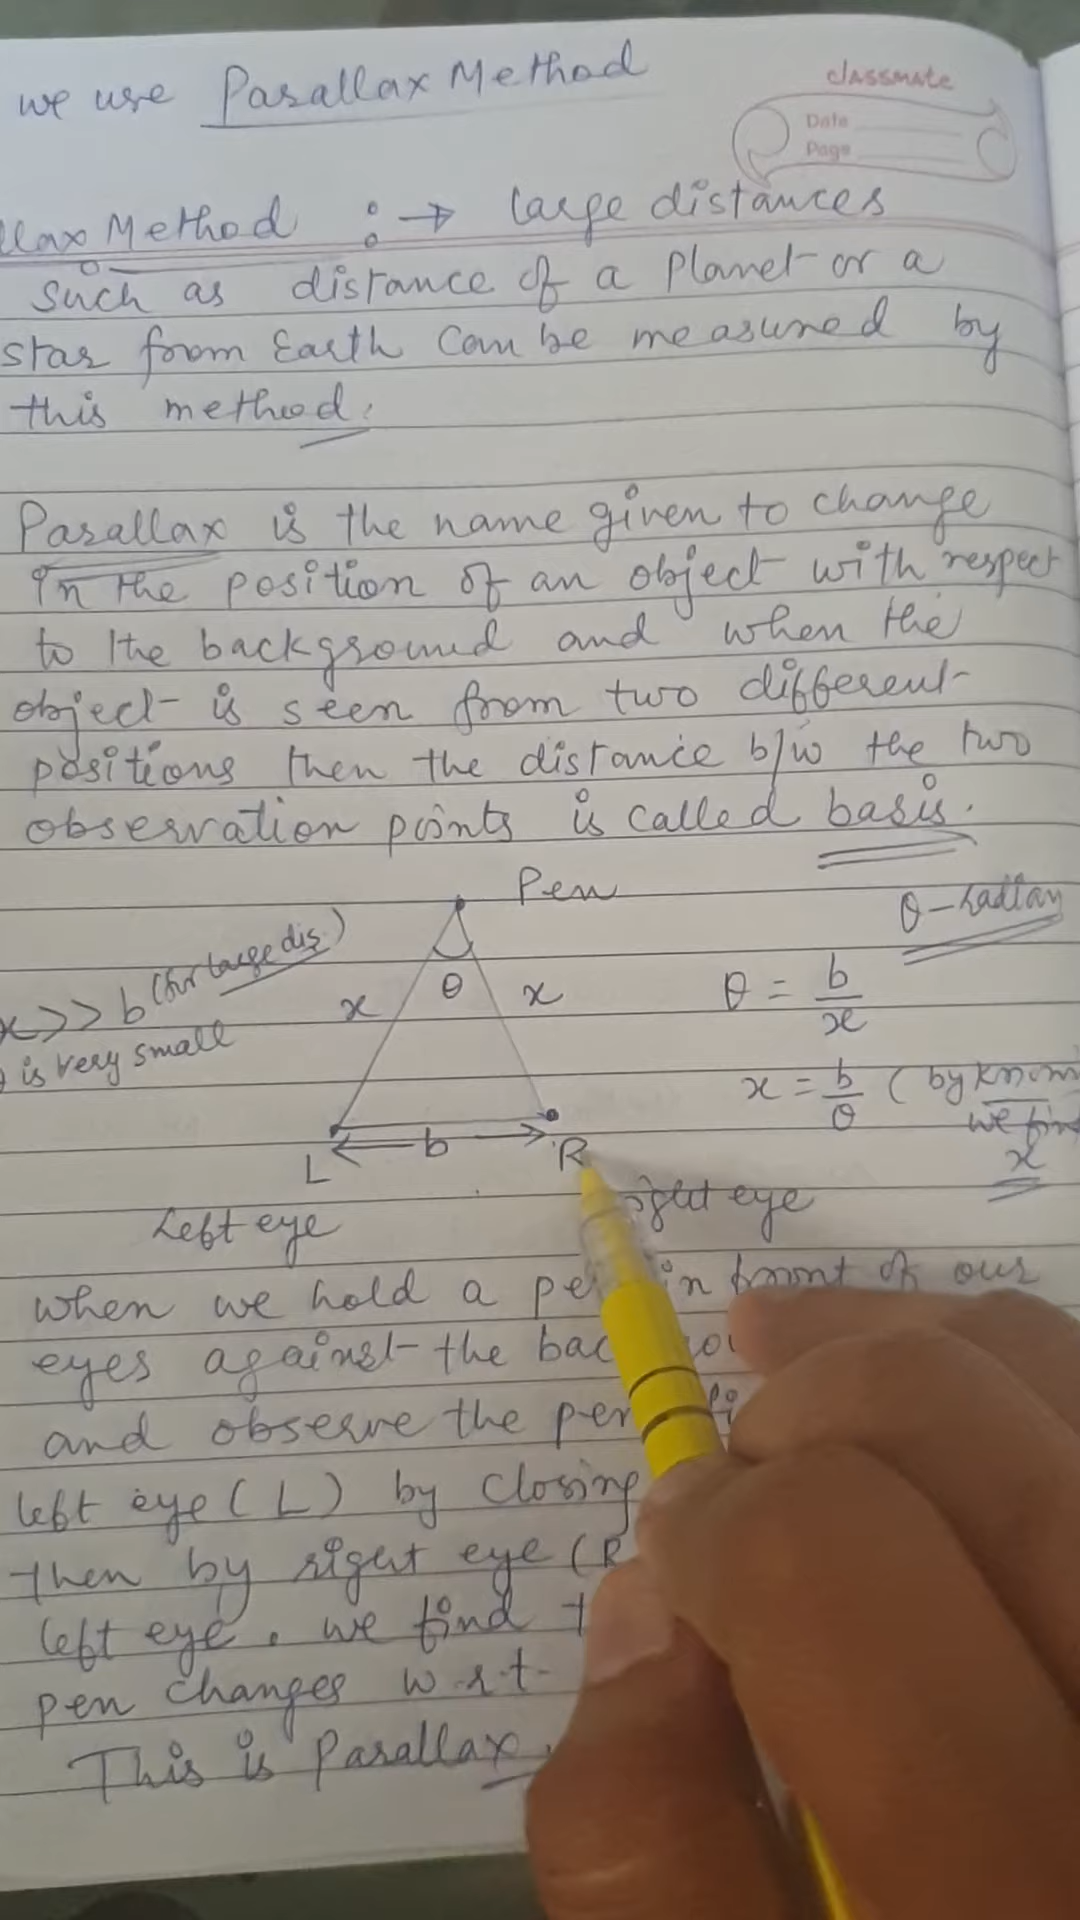 we use Parallax Method
classmate
Date
Page
llax Method :→ large distances
such as distance of a planet or a
star from Earth can be measured by
this method.
Parallax is the name given to change
in the position of an object with respect
to the background and when the
object is seen from two different
positions then the distance b/w the two
observation points is called basis.
Pen
θ - radian
x >> b (for large dis)
is very small
x
θ
x
θ = b/x
x = b/θ (by
we
x
b
L
R
Left eye
eye
when we hold a pe in front of our
eyes against the bac
and observe the pen
left eye (L) by closing
then by right eye (R
left eye, we find t
pen changes w.r.t.
This is Parallax.